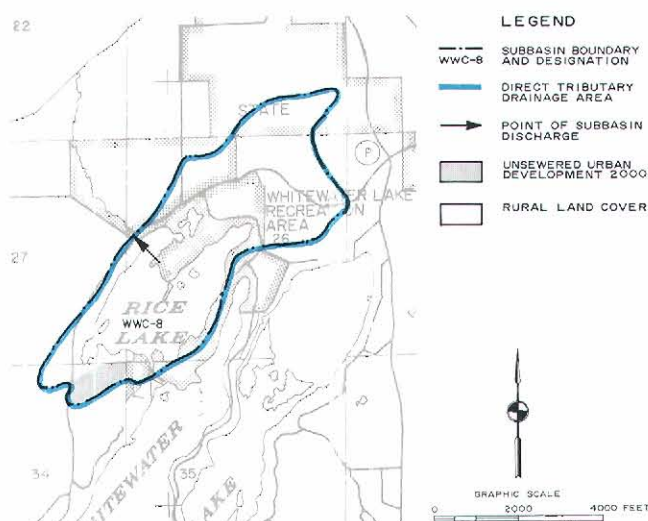 22
STATE
P
WHITEWATER LAKE
RECREATION
AREA
26
27
RICE
WWC-8
LAKE
34
35
WHITEWATER
LAKE
LEGEND
WWC-8
SUBBASIN BOUNDARY
AND DESIGNATION
DIRECT TRIBUTARY
DRAINAGE AREA
POINT OF SUBBASIN
DISCHARGE
UNSEWERED URBAN
DEVELOPMENT 2000
RURAL LAND COVER
GRAPHIC SCALE
0 2000 4000 FEET